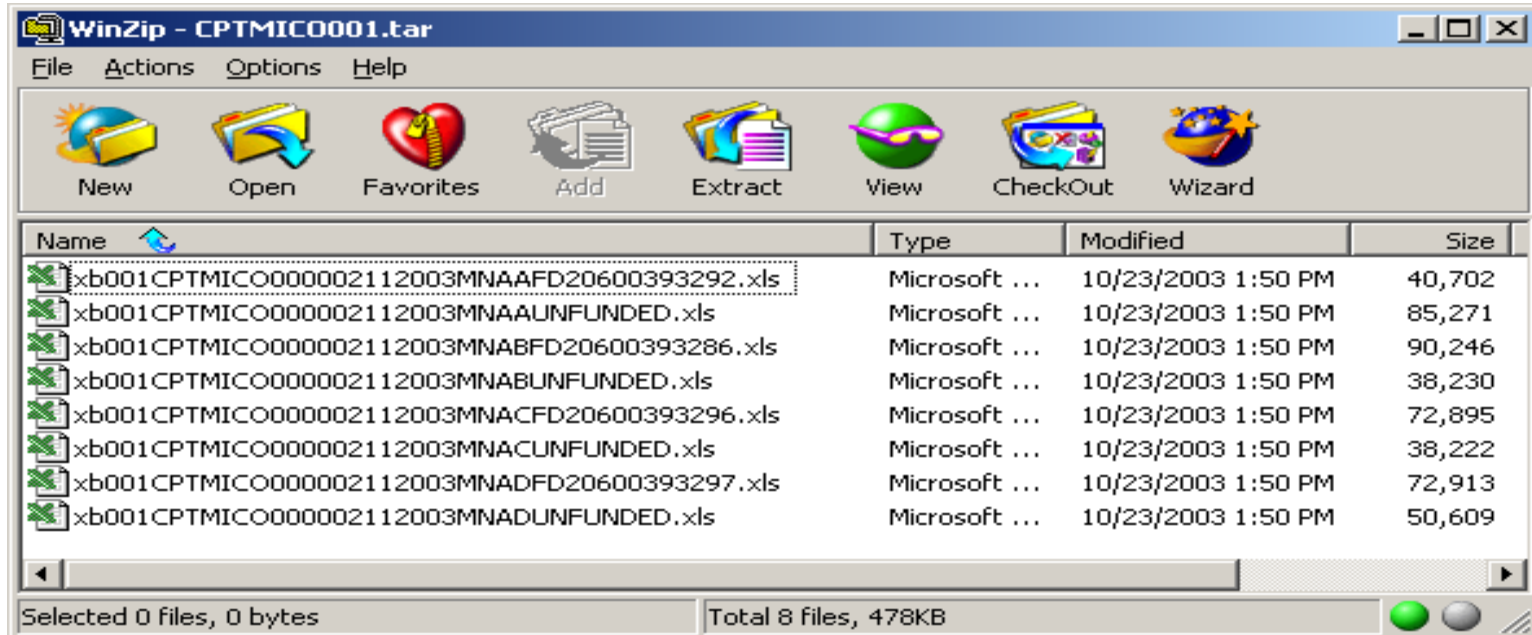 WinZip - CPTMICO001.tar
File Actions Options Help
New Open Favorites Add Extract View CheckOut Wizard
Name Type Modified Size
xb001CPTMICO000002112003MNAAFD20600393292.xls Microsoft ... 10/23/2003 1:50 PM 40,702
xb001CPTMICO000002112003MNAAUNFUNDED.xls Microsoft ... 10/23/2003 1:50 PM 85,271
xb001CPTMICO000002112003MNABFD20600393286.xls Microsoft ... 10/23/2003 1:50 PM 90,246
xb001CPTMICO000002112003MNABUNFUNDED.xls Microsoft ... 10/23/2003 1:50 PM 38,230
xb001CPTMICO000002112003MNACFD20600393296.xls Microsoft ... 10/23/2003 1:50 PM 72,895
xb001CPTMICO000002112003MNACUNFUNDED.xls Microsoft ... 10/23/2003 1:50 PM 38,222
xb001CPTMICO000002112003MNADFD20600393297.xls Microsoft ... 10/23/2003 1:50 PM 72,913
xb001CPTMICO000002112003MNADUNFUNDED.xls Microsoft ... 10/23/2003 1:50 PM 50,609
Selected 0 files, 0 bytes Total 8 files, 478KB